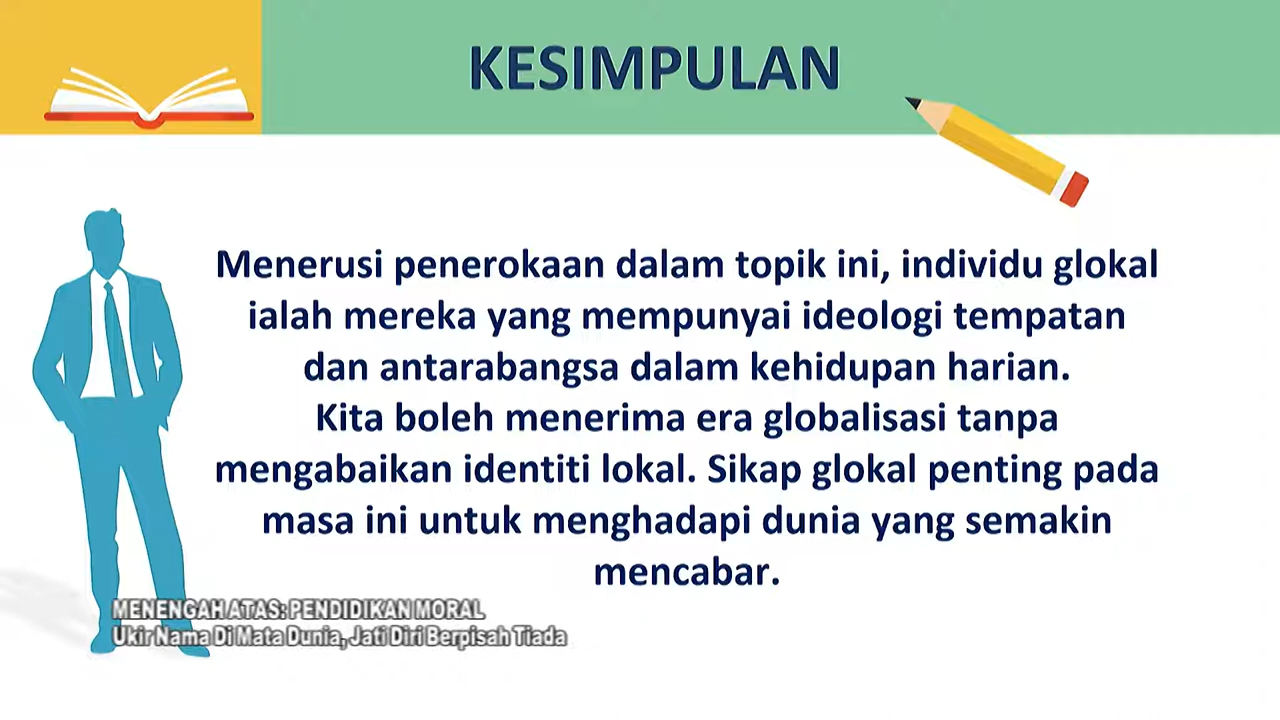 KESIMPULAN
Menerusi penerokaan dalam topik ini, individu glokal
ialah mereka yang mempunyai ideologi tempatan
dan antarabangsa dalam kehidupan harian.
Kita boleh menerima era globalisasi tanpa
mengabaikan identiti lokal. Sikap glokal penting pada
masa ini untuk menghadapi dunia yang semakin
mencabar.
MENENGAH ATAS: PENDIDIKAN MORAL
Ukir Nama Di Mata Dunia, Jati Diri Berpisah Tiada